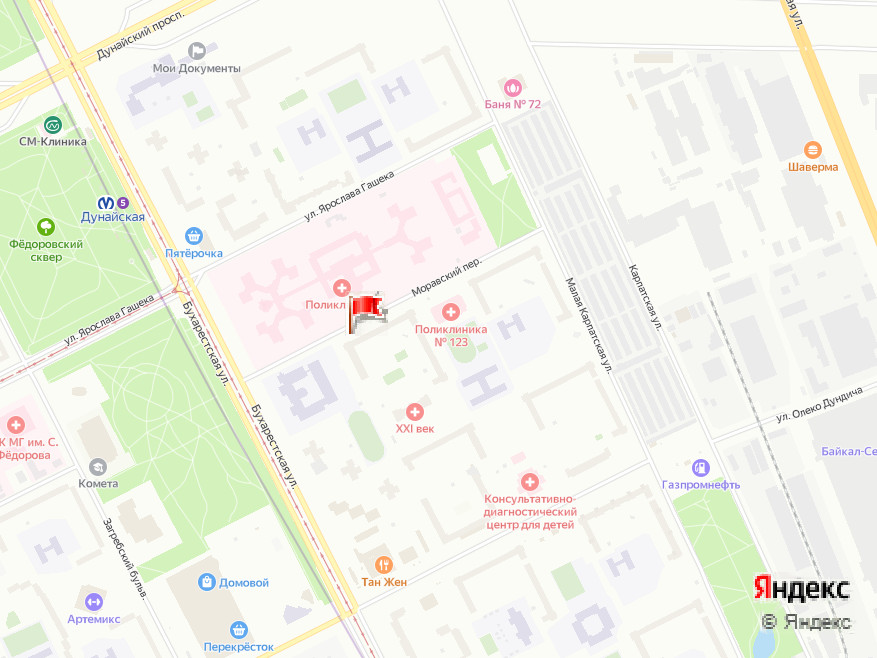 ая ул.
Дунайский просп.
Мои Документы
Баня № 72
СМ-Клиника
Шаверма
ул. Ярослава Гашека
5
Дунайская
Фёдоровский
сквер
Пятёрочка
Моравский пер.
Карпатская ул.
Малая Карпатская ул.
Поликл
ул. Ярослава Гашека
Поликлиника
№ 123
Бухарестская ул.
ул. Олеко Дундича
Бухарестская ул.
XXI век
К МГ им. С.
Фёдорова
Байкал-Се
Комета
Газпромнефть
Консультативно-
диагностический
центр для детей
Загребский бульв.
Тан Жен
Домовой
Артемикс
Перекрёсток
Яндекс
© Яндекс